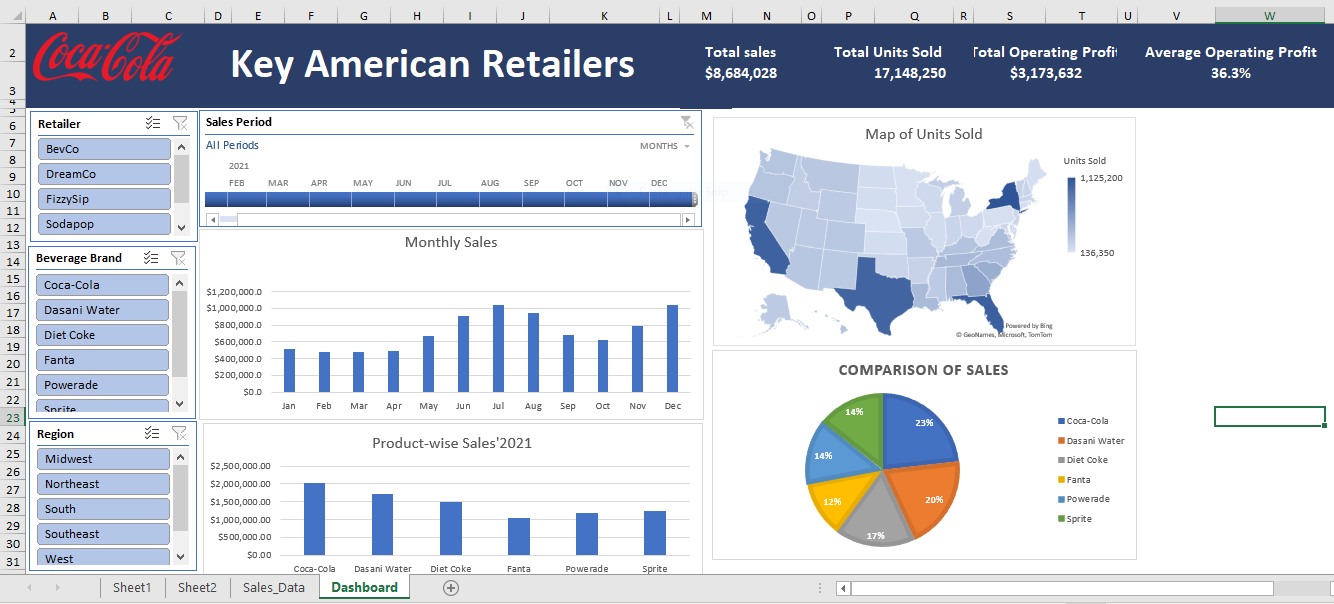 A B C D E F G H I J K L M N O P Q R S T U V W
2
3
4
5
6
7
8
9
10
11
12
13
14
15
16
17
18
19
20
21
22
23
24
25
26
27
28
29
30
31
Coca-Cola
Key American Retailers
Total sales
$8,684,028
Total Units Sold
17,148,250
Total Operating Profit
$3,173,632
Average Operating Profit
36.3%
Retailer
BevCo
DreamCo
FizzySip
Sodapop
Beverage Brand
Coca-Cola
Dasani Water
Diet Coke
Fanta
Powerade
Sprite
Region
Midwest
Northeast
South
Southeast
West
Sales Period
All Periods
MONTHS
2021
FEB MAR APR MAY JUN JUL AUG SEP OCT NOV DEC
Monthly Sales
$1,200,000.0
$1,000,000.0
$800,000.0
$600,000.0
$400,000.0
$200,000.0
$0.0
Jan Feb Mar Apr May Jun Jul Aug Sep Oct Nov Dec
Product-wise Sales'2021
$2,500,000.00
$2,000,000.00
$1,500,000.00
$1,000,000.00
$500,000.00
$0.00
Coca-Cola Dasani Water Diet Coke Fanta Powerade Sprite
Map of Units Sold
Units Sold
1,125,200
136,350
Powered by Bing
© GeoNames, Microsoft, TomTom
COMPARISON OF SALES
23%
20%
17%
12%
14%
14%
Coca-Cola
Dasani Water
Diet Coke
Fanta
Powerade
Sprite
Sheet1 Sheet2 Sales_Data Dashboard